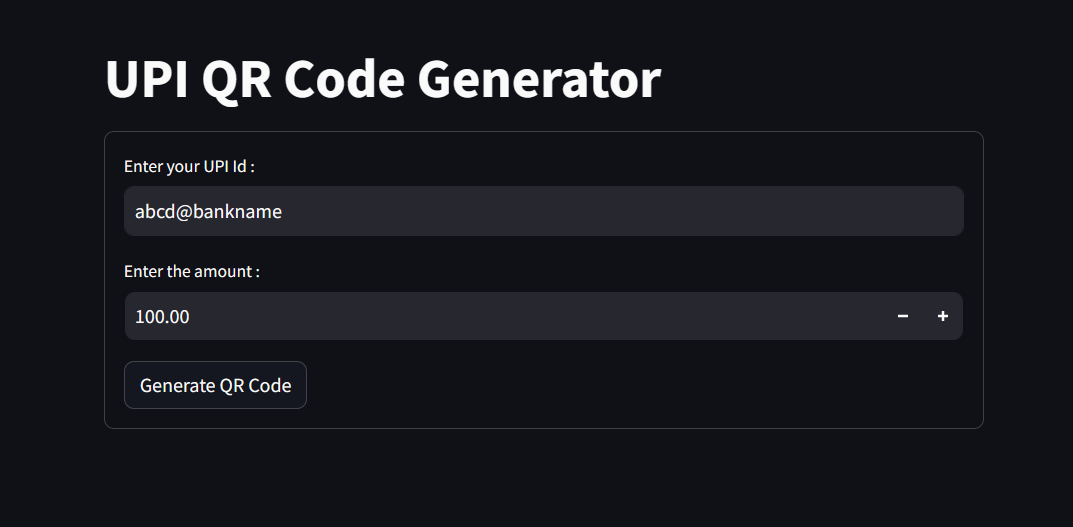 UPI QR Code Generator
Enter your UPI Id :
abcd@bankname
Enter the amount :
100.00
Generate QR Code